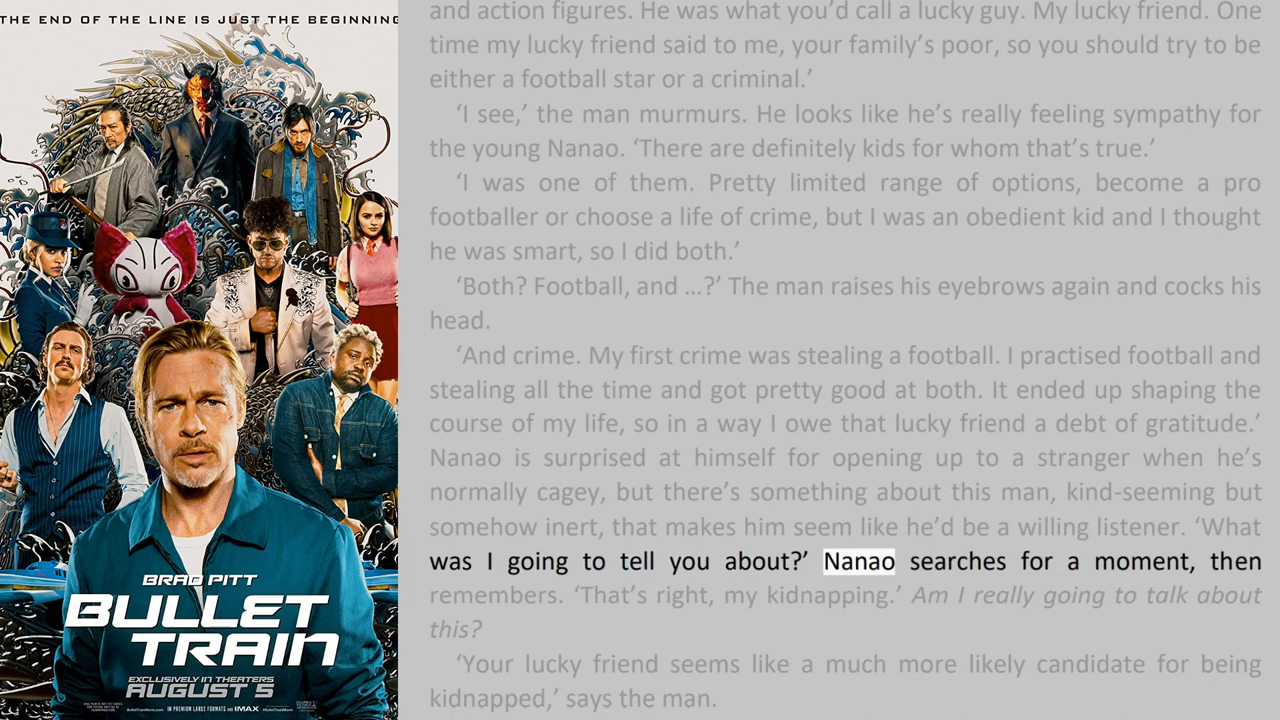 THE END OF THE LINE IS JUST THE BEGINNING
BRAD PITT
BULLET
TRAIN
EXCLUSIVELY IN THEATERS
AUGUST 5
BulletTrainMovie.com IN PREMIUM LARGE FORMATS AND IMAX #BulletTrainMovie
and action figures. He was what you’d call a lucky guy. My lucky friend. One
time my lucky friend said to me, your family’s poor, so you should try to be
either a football star or a criminal.’
‘I see,’ the man murmurs. He looks like he’s really feeling sympathy for
the young Nanao. ‘There are definitely kids for whom that’s true.’
‘I was one of them. Pretty limited range of options, become a pro
footballer or choose a life of crime, but I was an obedient kid and I thought
he was smart, so I did both.’
‘Both? Football, and ...?’ The man raises his eyebrows again and cocks his
head.
‘And crime. My first crime was stealing a football. I practised football and
stealing all the time and got pretty good at both. It ended up shaping the
course of my life, so in a way I owe that lucky friend a debt of gratitude.’
Nanao is surprised at himself for opening up to a stranger when he’s
normally cagey, but there’s something about this man, kind-seeming but
somehow inert, that makes him seem like he’d be a willing listener. ‘What
was I going to tell you about?’ Nanao searches for a moment, then
remembers. ‘That’s right, my kidnapping.’ Am I really going to talk about
this?
‘Your lucky friend seems like a much more likely candidate for being
kidnapped,’ says the man.